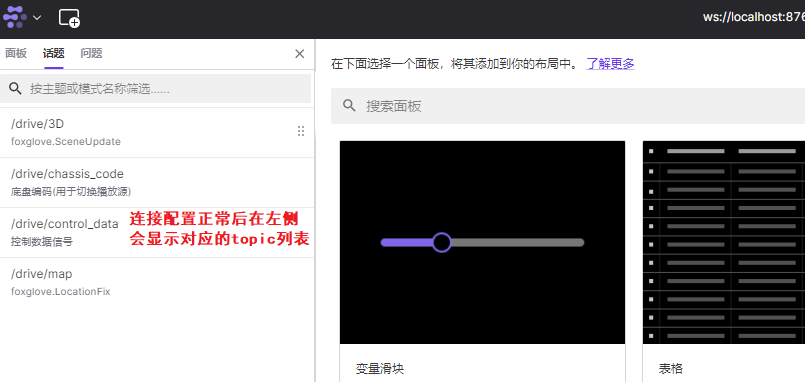 ws://localhost:876
面板 话题 问题
按主题或模式名称筛选......
/drive/3D
foxglove.SceneUpdate
/drive/chassis_code
底盘编码(用于切换播放源)
/drive/control_data
控制数据信号
/drive/map
foxglove.LocationFix
连接配置正常后在左侧
会显示对应的topic列表
在下面选择一个面板，将其添加到你的布局中。 了解更多
搜索面板
变量滑块
表格